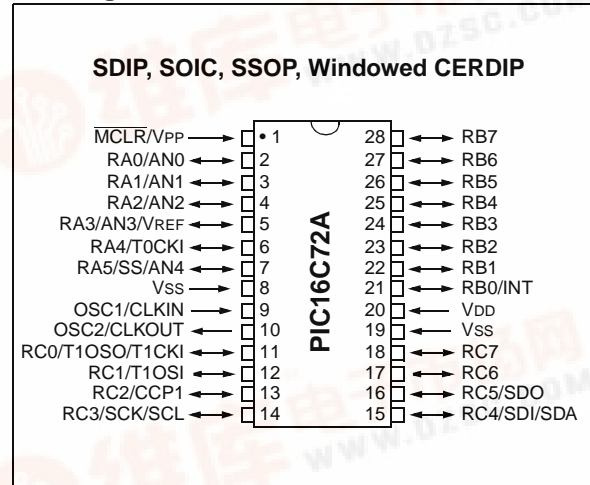 SDIP, SOIC, SSOP, Windowed CERDIP
MCLR/VPP 1 28 RB7
RA0/AN0 2 27 RB6
RA1/AN1 3 26 RB5
RA2/AN2 4 25 RB4
RA3/AN3/VREF 5 24 RB3
RA4/T0CKI 6 23 RB2
RA5/SS/AN4 7 22 RB1
VSS 8 21 RB0/INT
OSC1/CLKIN 9 20 VDD
OSC2/CLKOUT 10 19 VSS
RC0/T1OSO/T1CKI 11 18 RC7
RC1/T1OSI 12 17 RC6
RC2/CCP1 13 16 RC5/SDO
RC3/SCK/SCL 14 15 RC4/SDI/SDA
PIC16C72A